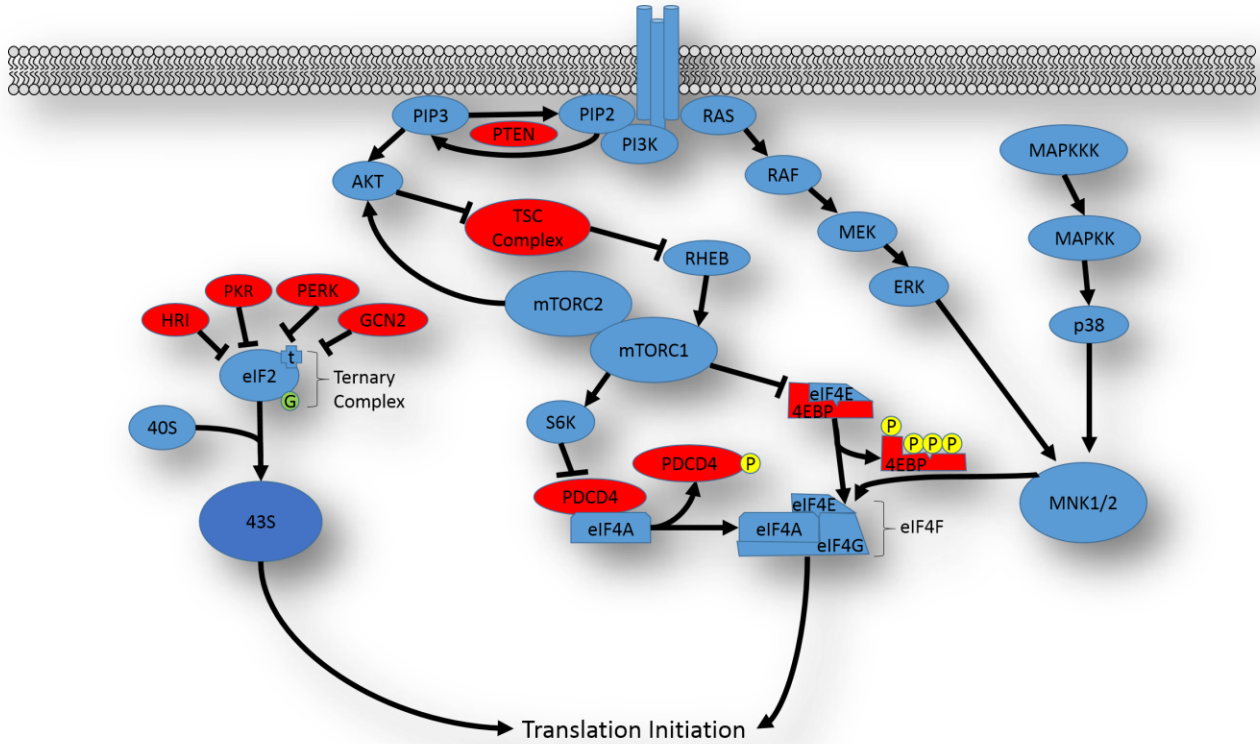 PIP3
PIP2
RAS
PTEN
PI3K
MAPKKK
AKT
RAF
TSC
Complex
MEK
MAPKK
RHEB
ERK
PKR
PERK
mTORC2
HRI
GCN2
p38
mTORC1
t
eIF2
Ternary
Complex
G
eIF4E
4EBP
40S
S6K
P
P P P
4EBP
PDCD4
P
PDCD4
MNK1/2
eIF4E
43S
eIF4A
eIF4A
eIF4G
eIF4F
Translation Initiation